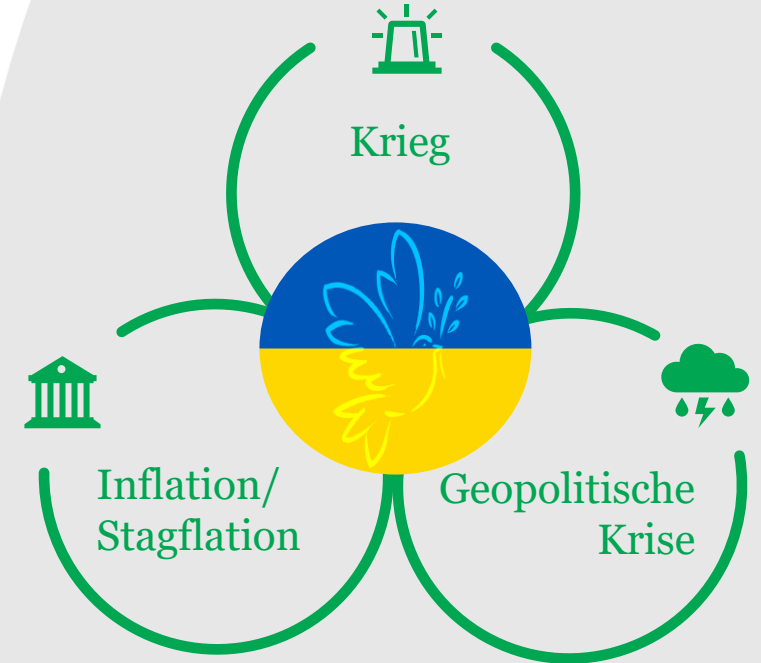 Krieg
Inflation/
Stagflation
Geopolitische
Krise